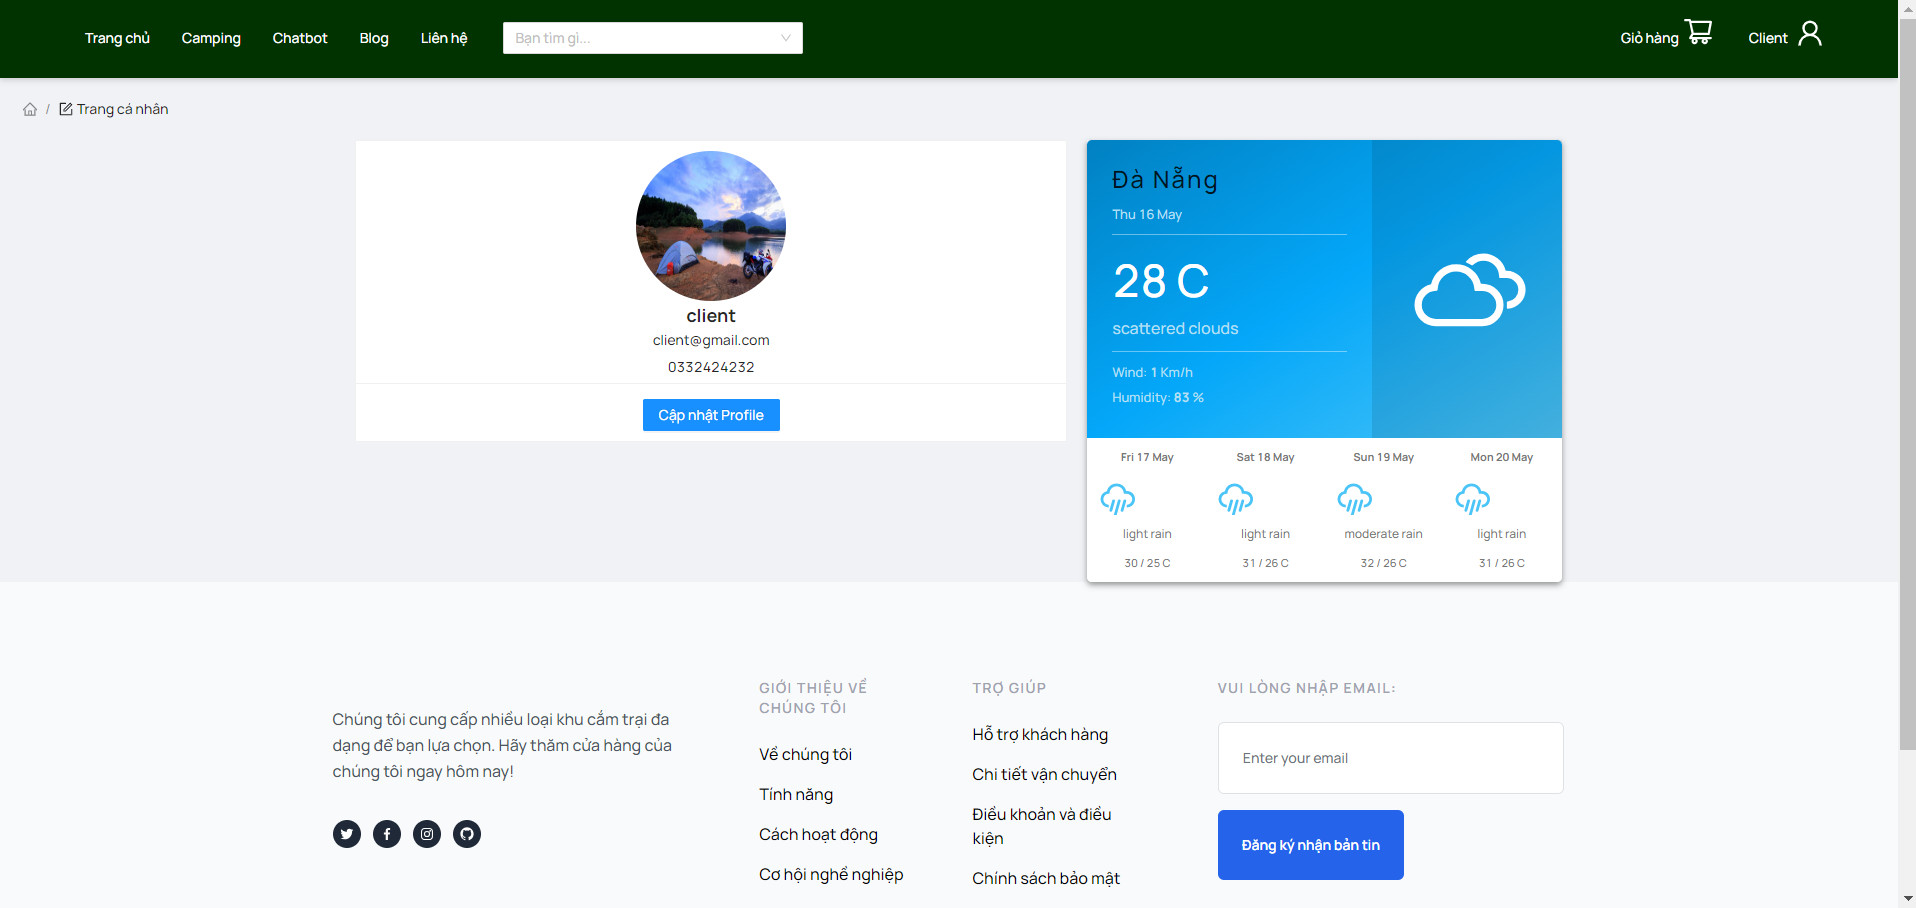 Trang chủ Camping Chatbot Blog Liên hệ Bạn tìm gì... Giỏ hàng Client
/ Trang cá nhân
client
client@gmail.com
0332424232
Cập nhật Profile
Đà Nẵng
Thu 16 May
28 C
scattered clouds
Wind: 1 Km/h
Humidity: 83 %
Fri 17 May Sat 18 May Sun 19 May Mon 20 May
light rain light rain moderate rain light rain
30 / 25 C 31 / 26 C 32 / 26 C 31 / 26 C
Chúng tôi cung cấp nhiều loại khu cắm trại đa
dạng để bạn lựa chọn. Hãy thăm cửa hàng của
chúng tôi ngay hôm nay!
GIỚI THIỆU VỀ
CHÚNG TÔI
Về chúng tôi
Tính năng
Cách hoạt động
Cơ hội nghề nghiệp
TRỢ GIÚP
Hỗ trợ khách hàng
Chi tiết vận chuyển
Điều khoản và điều
kiện
Chính sách bảo mật
VUI LÒNG NHẬP EMAIL:
Enter your email
Đăng ký nhận bản tin